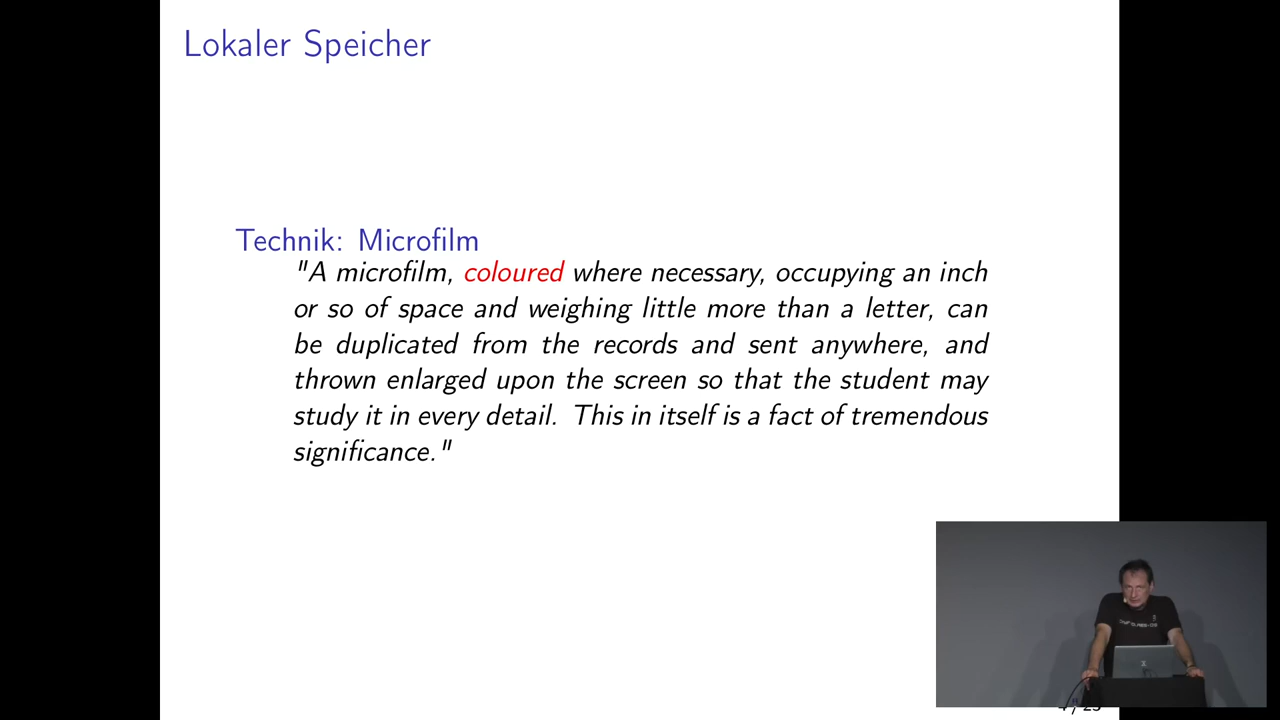 Lokaler Speicher
Technik: Microfilm
"A microfilm, coloured where necessary, occupying an inch
or so of space and weighing little more than a letter, can
be duplicated from the records and sent anywhere, and
thrown enlarged upon the screen so that the student may
study it in every detail. This in itself is a fact of tremendous
significance."